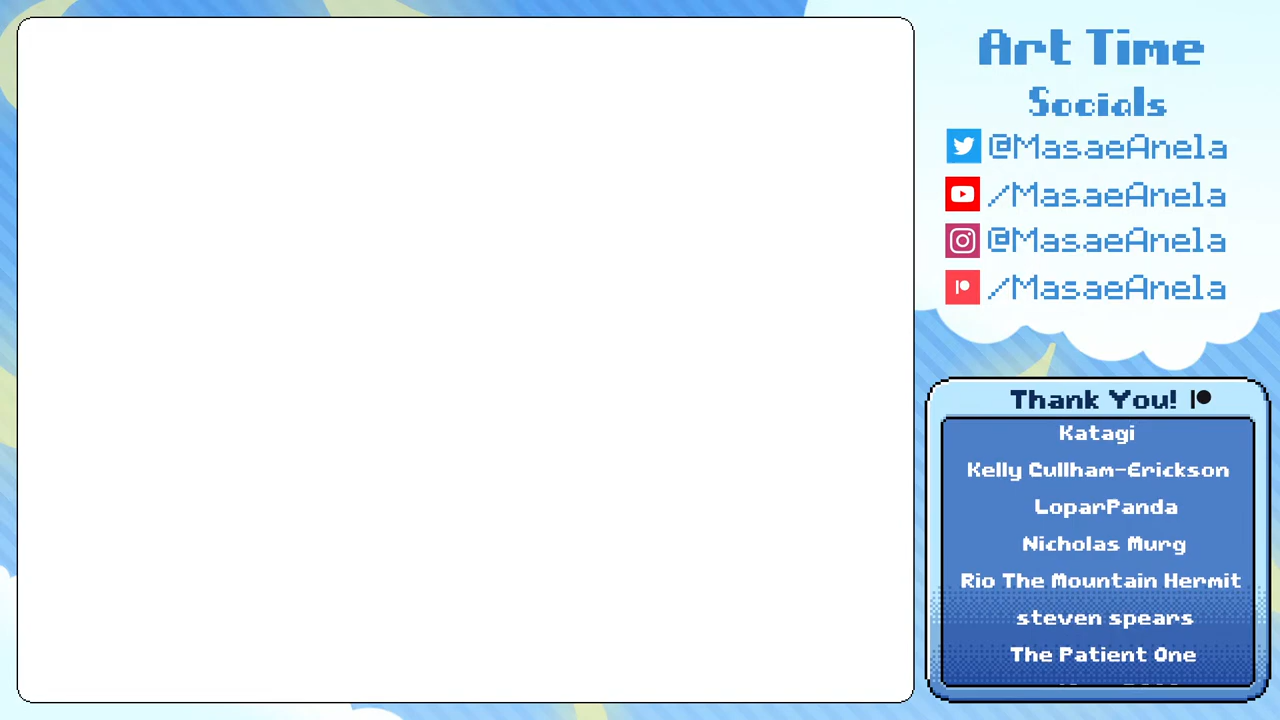 Art Time
Socials
@MasaeAnela
/MasaeAnela
@MasaeAnela
/MasaeAnela
Thank You!
Katagi
Kelly Cullham-Erickson
LoparPanda
Nicholas Murg
Rio The Mountain Hermit
steven spears
The Patient One